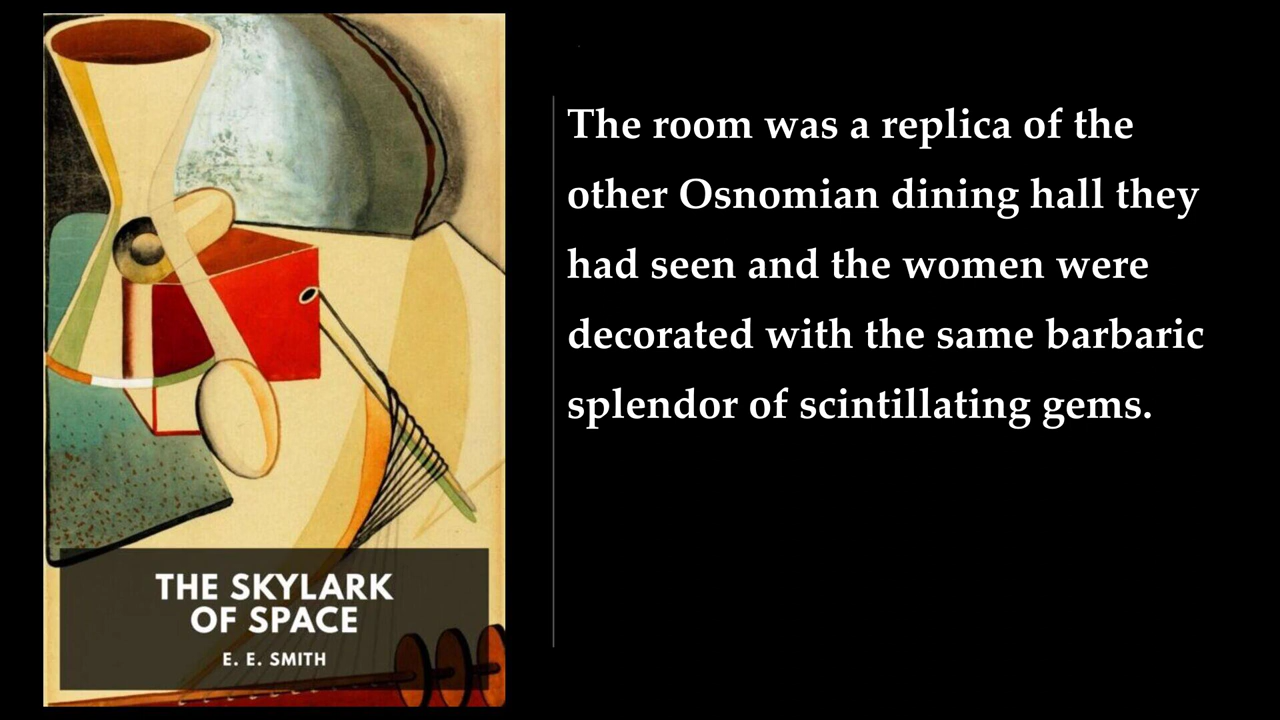 THE SKYLARK
OF SPACE
E. E. SMITH
The room was a replica of the
other Osnomian dining hall they
had seen and the women were
decorated with the same barbaric
splendor of scintillating gems.